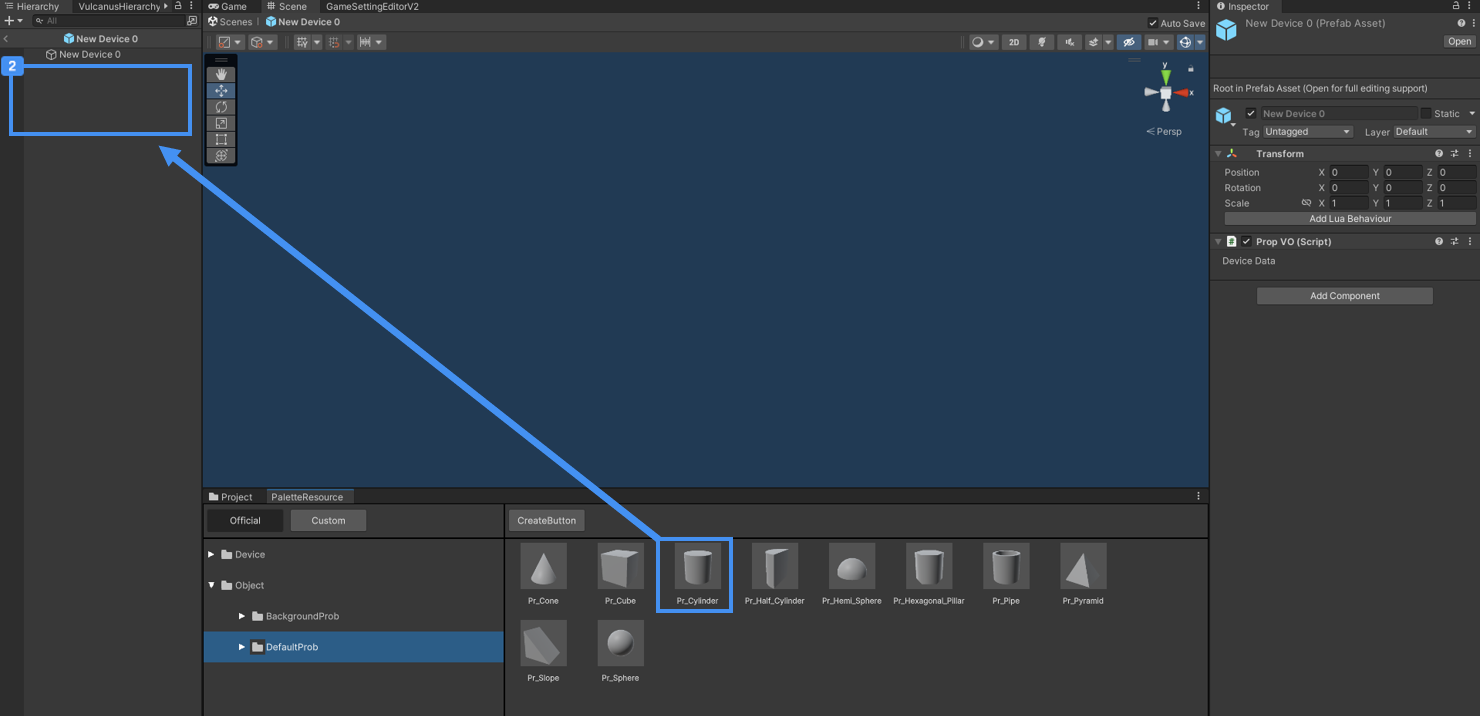 Hierarchy
VulcanusHierarchy
All
New Device 0
New Device 0
2
Game
Scene
GameSettingEditorV2
Scenes
New Device 0
Auto Save
2D
y
x
Persp
Inspector
New Device 0 (Prefab Asset)
Open
Root in Prefab Asset (Open for full editing support)
New Device 0
Static
Tag Untagged
Layer Default
Transform
Position X 0 Y 0 Z 0
Rotation X 0 Y 0 Z 0
Scale X 1 Y 1 Z 1
Add Lua Behaviour
# Prop VO (Script)
Device Data
Add Component
Project
PaletteResource
Official
Custom
CreateButton
Device
Object
BackgroundProb
DefaultProb
Pr_Cone
Pr_Cube
Pr_Cylinder
Pr_Half_Cylinder
Pr_Hemi_Sphere
Pr_Hexagonal_Pillar
Pr_Pipe
Pr_Pyramid
Pr_Slope
Pr_Sphere